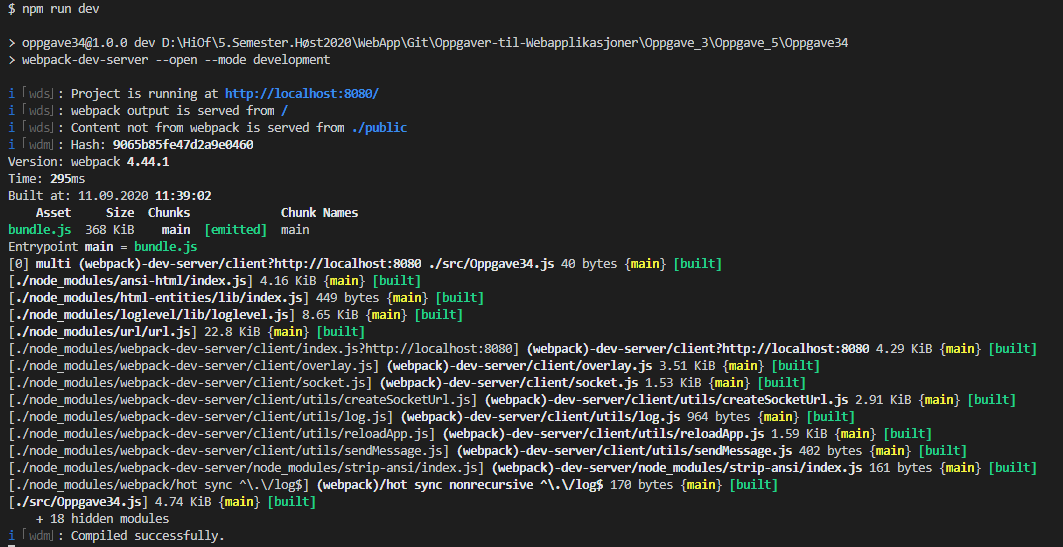 $ npm run dev
> oppgave34@1.0.0 dev D:\HiOf\5.Semester.Høst2020\WebApp\Git\Oppgaver-til-Webapplikasjoner\Oppgave_3\Oppgave_5\Oppgave34
> webpack-dev-server --open --mode development
i ｢wds｣: Project is running at http://localhost:8080/
i ｢wds｣: webpack output is served from /
i ｢wds｣: Content not from webpack is served from ./public
i ｢wdm｣: Hash: 9065b85fe47d2a9e0460
Version: webpack 4.44.1
Time: 295ms
Built at: 11.09.2020 11:39:02
    Asset     Size  Chunks             Chunk Names
bundle.js  368 KiB    main  [emitted]  main
Entrypoint main = bundle.js
[0] multi (webpack)-dev-server/client?http://localhost:8080 ./src/Oppgave34.js 40 bytes {main} [built]
[./node_modules/ansi-html/index.js] 4.16 KiB {main} [built]
[./node_modules/html-entities/lib/index.js] 449 bytes {main} [built]
[./node_modules/loglevel/lib/loglevel.js] 8.65 KiB {main} [built]
[./node_modules/url/url.js] 22.8 KiB {main} [built]
[./node_modules/webpack-dev-server/client/index.js?http://localhost:8080] (webpack)-dev-server/client?http://localhost:8080 4.29 KiB {main} [built]
[./node_modules/webpack-dev-server/client/overlay.js] (webpack)-dev-server/client/overlay.js 3.51 KiB {main} [built]
[./node_modules/webpack-dev-server/client/socket.js] (webpack)-dev-server/client/socket.js 1.53 KiB {main} [built]
[./node_modules/webpack-dev-server/client/utils/createSocketUrl.js] (webpack)-dev-server/client/utils/createSocketUrl.js 2.91 KiB {main} [built]
[./node_modules/webpack-dev-server/client/utils/log.js] (webpack)-dev-server/client/utils/log.js 964 bytes {main} [built]
[./node_modules/webpack-dev-server/client/utils/reloadApp.js] (webpack)-dev-server/client/utils/reloadApp.js 1.59 KiB {main} [built]
[./node_modules/webpack-dev-server/client/utils/sendMessage.js] (webpack)-dev-server/client/utils/sendMessage.js 402 bytes {main} [built]
[./node_modules/webpack-dev-server/node_modules/strip-ansi/index.js] (webpack)-dev-server/node_modules/strip-ansi/index.js 161 bytes {main} [built]
[./node_modules/webpack/hot sync ^\.\/log$] (webpack)/hot sync nonrecursive ^\.\/log$ 170 bytes {main} [built]
[./src/Oppgave34.js] 4.74 KiB {main} [built]
    + 18 hidden modules
i ｢wdm｣: Compiled successfully.